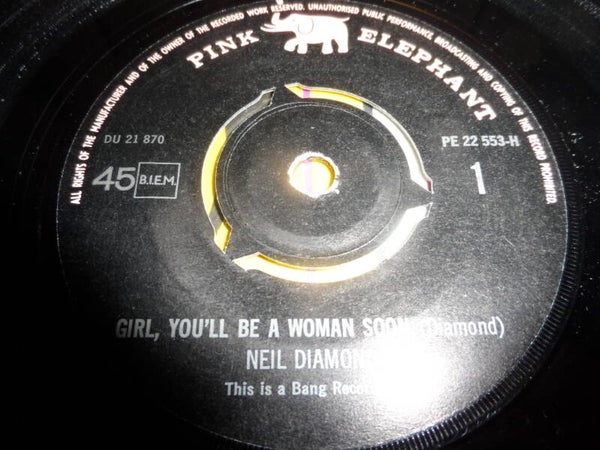 ALL RIGHTS OF THE MANUFACTURER AND OF THE OWNER OF THE RECORDED WORK RESERVED. UNAUTHORISED PUBLIC PERFORMANCE BROADCASTING AND COPYING OF THIS RECORD PROHIBITED.
PINK ELEPHANT
DU 21 870
PE 22 553-H
45 B.I.E.M.
1
GIRL, YOU'LL BE A WOMAN SOON (Diamond)
NEIL DIAMON
This is a Bang Reco